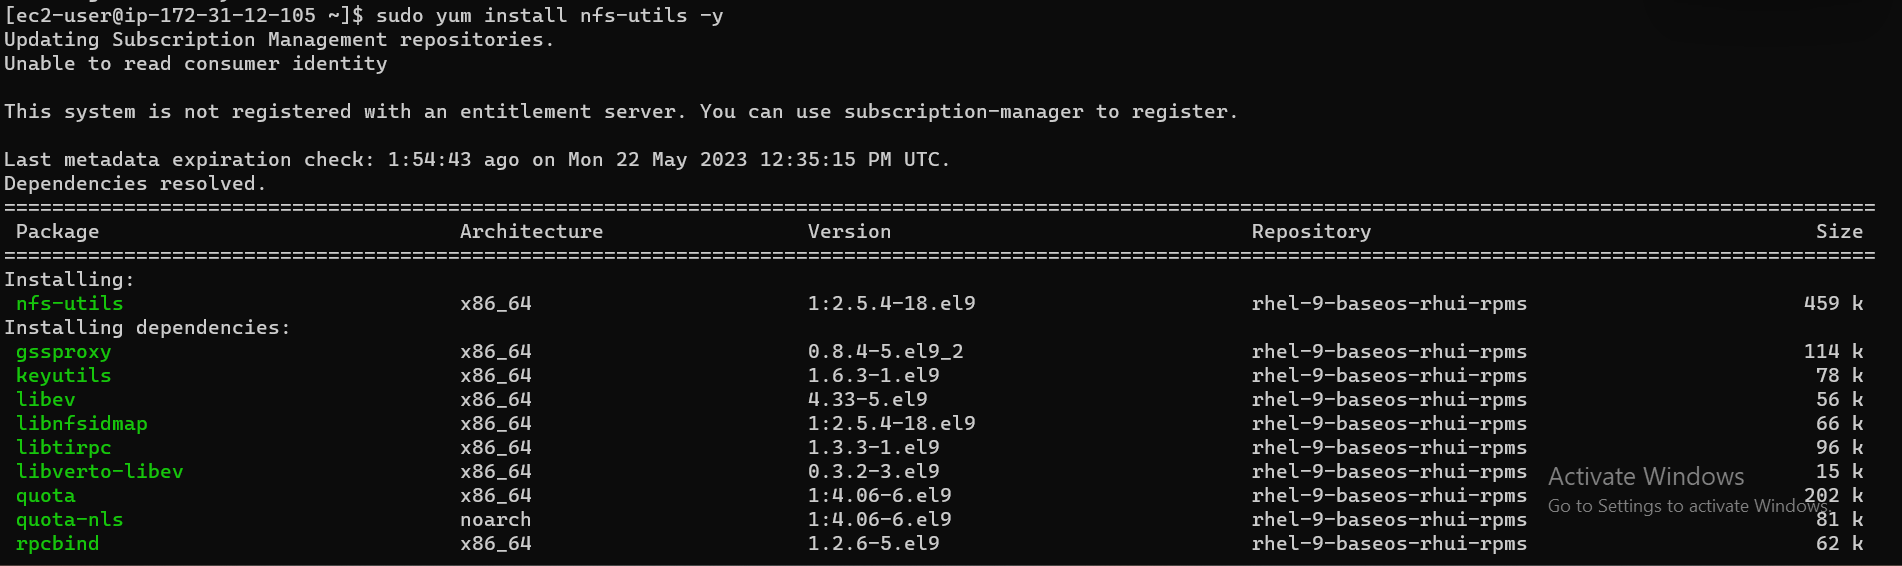 [ec2-user@ip-172-31-12-105 ~]$ sudo yum install nfs-utils -y
Updating Subscription Management repositories.
Unable to read consumer identity
This system is not registered with an entitlement server. You can use subscription-manager to register.
Last metadata expiration check: 1:54:43 ago on Mon 22 May 2023 12:35:15 PM UTC.
Dependencies resolved.
============================================================================================================================================================
Package Architecture Version Repository Size
============================================================================================================================================================
Installing:
nfs-utils x86_64 1:2.5.4-18.el9 rhel-9-baseos-rhui-rpms 459 k
Installing dependencies:
gssproxy x86_64 0.8.4-5.el9_2 rhel-9-baseos-rhui-rpms 114 k
keyutils x86_64 1.6.3-1.el9 rhel-9-baseos-rhui-rpms 78 k
libev x86_64 4.33-5.el9 rhel-9-baseos-rhui-rpms 56 k
libnfsidmap x86_64 1:2.5.4-18.el9 rhel-9-baseos-rhui-rpms 66 k
libtirpc x86_64 1.3.3-1.el9 rhel-9-baseos-rhui-rpms 96 k
libverto-libev x86_64 0.3.2-3.el9 rhel-9-baseos-rhui-rpms 15 k
quota x86_64 1:4.06-6.el9 rhel-9-baseos-rhui-rpms 202 k
quota-nls noarch 1:4.06-6.el9 rhel-9-baseos-rhui-rpms 81 k
rpcbind x86_64 1.2.6-5.el9 rhel-9-baseos-rhui-rpms 62 k
Activate Windows
Go to Settings to activate Windows.